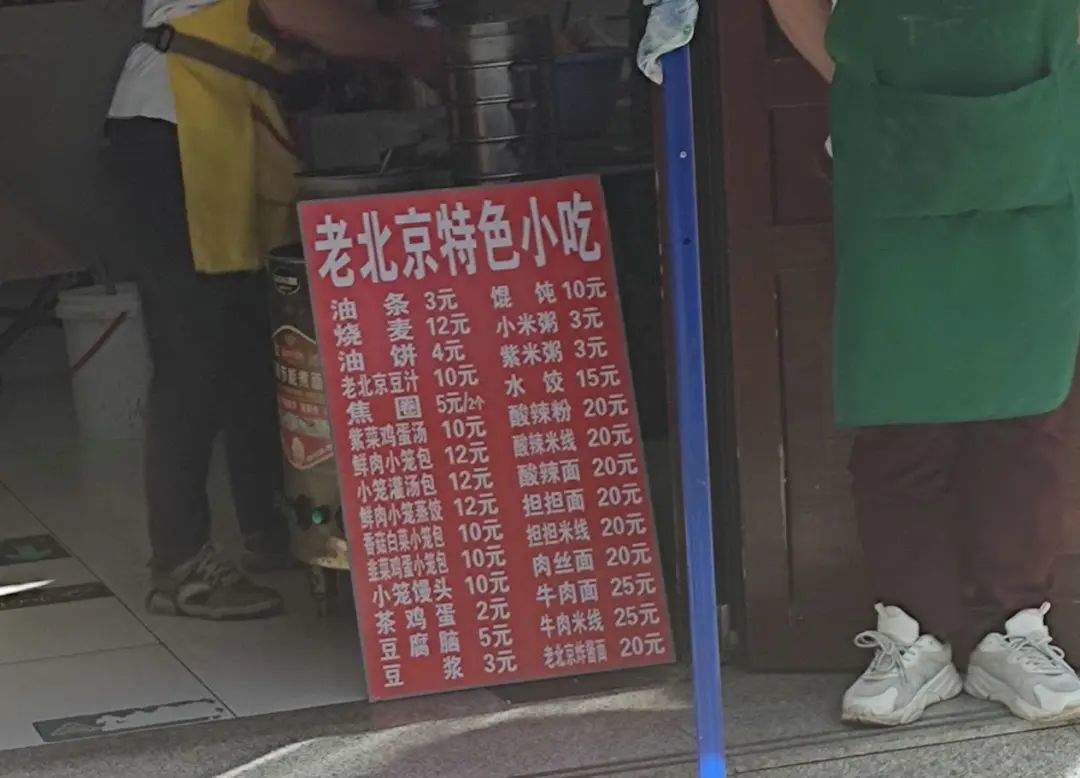 老北京特色小吃
油条 3元
烧麦 12元
油饼 4元
老北京豆汁 10元
焦圈 5元/2个
紫菜鸡蛋汤 10元
鲜肉小笼包 12元
小笼灌汤包 12元
鲜肉小笼蒸饺 12元
香菇白菜小笼包 10元
韭菜鸡蛋小笼包 10元
小笼馒头 10元
茶鸡蛋 2元
豆腐脑 5元
豆浆 3元
馄饨 10元
小米粥 3元
紫米粥 3元
水饺 15元
酸辣粉 20元
酸辣米线 20元
酸辣面 20元
担担面 20元
担担米线 20元
肉丝面 20元
牛肉面 25元
牛肉米线 25元
老北京炸酱面 20元